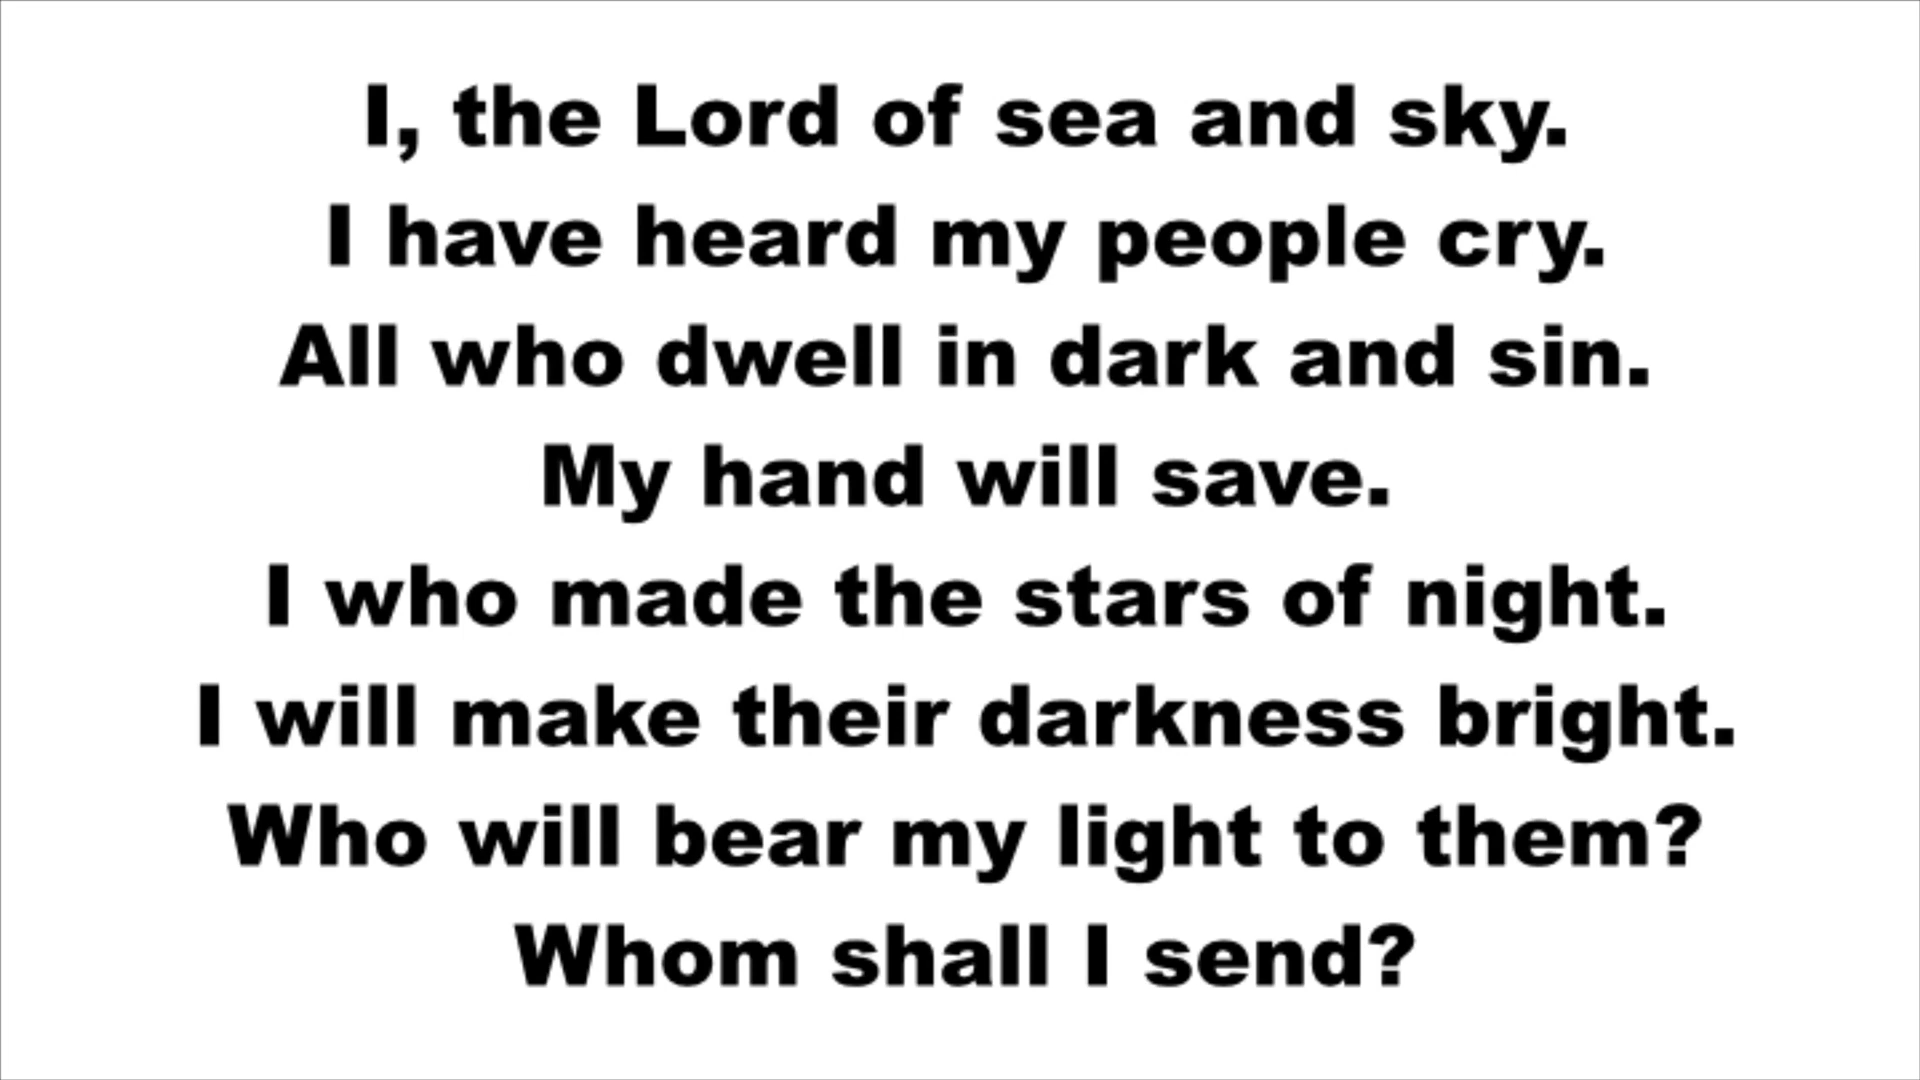 I, the Lord of sea and sky.
I have heard my people cry.
All who dwell in dark and sin.
My hand will save.
I who made the stars of night.
I will make their darkness bright.
Who will bear my light to them?
Whom shall I send?